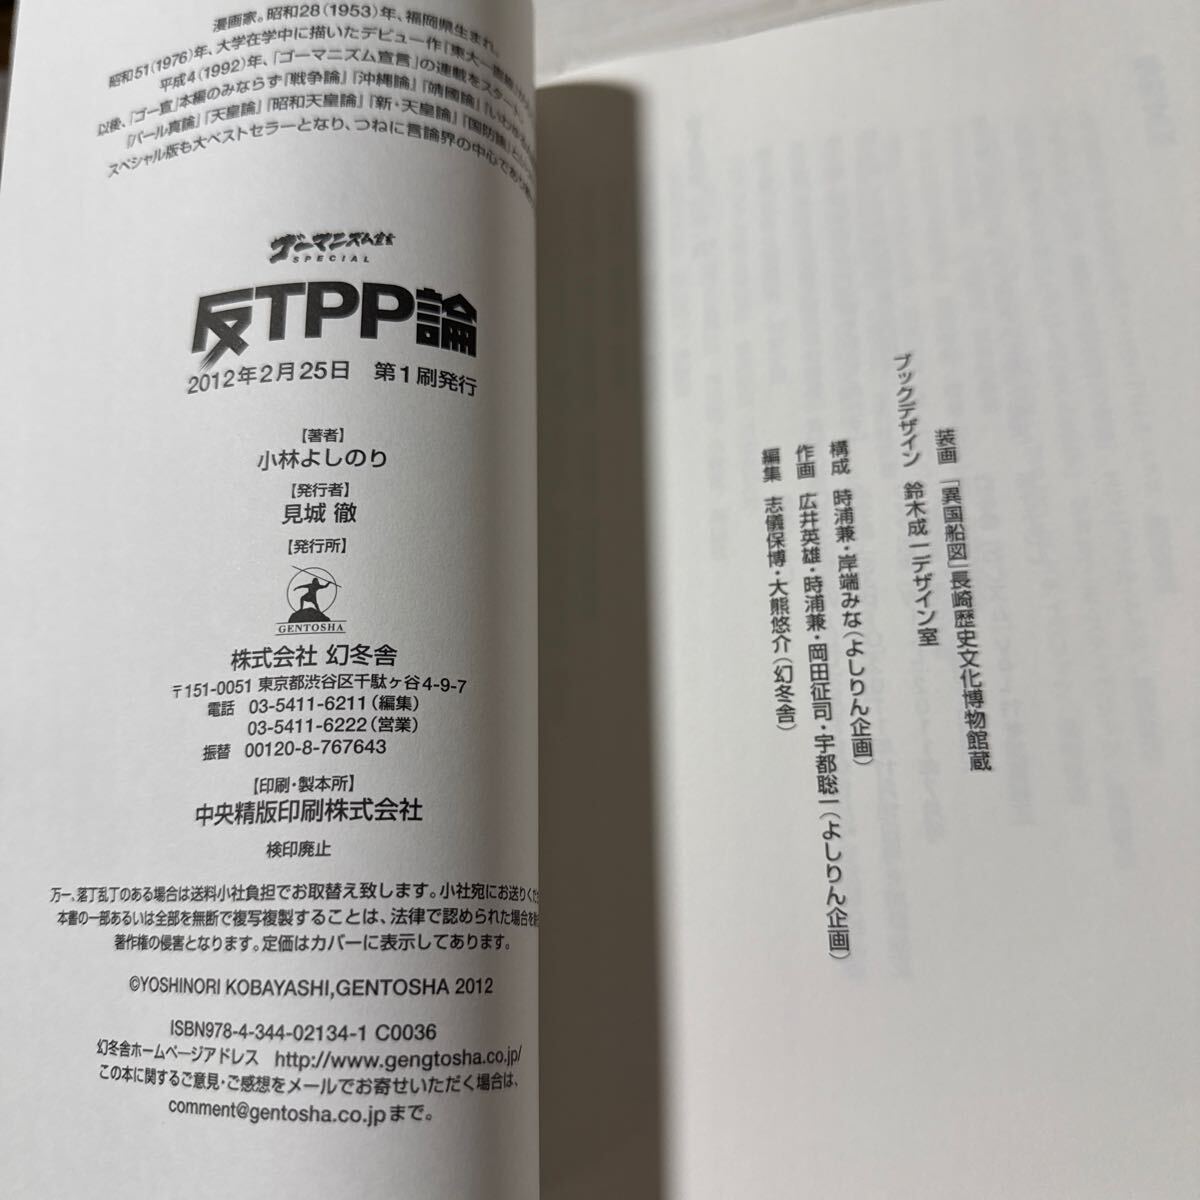 漫画家。昭和28(1953)年、福岡県生まれ。
昭和51(1976)年、大学在学中に描いたデビュー作『東大一直線』が
平成4(1992)年、「ゴーマニズム宣言」の連載をスタート。
以後、『ゴー宣』本編のみならず『戦争論』『沖縄論』『靖國論』『いわゆるA級
『パール真論』『天皇論』『昭和天皇論』『新・天皇論』『国防論』といった
スペシャル版も大ベストセラーとなり、つねに言論界の中心であり
ゴーマニズム宣言
SPECIAL
反TPP論
2012年2月25日　第1刷発行
【著者】
小林よしのり
【発行者】
見城 徹
【発行所】
GENTOSHA
株式会社 幻冬舎
〒151-0051 東京都渋谷区千駄ヶ谷4-9-7
電話　03-5411-6211(編集)
03-5411-6222(営業)
振替　00120-8-767643
【印刷・製本所】
中央精版印刷株式会社
検印廃止
万一、落丁乱丁のある場合は送料小社負担でお取替え致します。小社宛にお送りくだ
本書の一部あるいは全部を無断で複写複製することは、法律で認められた場合を
著作権の侵害となります。定価はカバーに表示してあります。
©YOSHINORI KOBAYASHI,GENTOSHA 2012
ISBN978-4-344-02134-1 C0036
幻冬舎ホームページアドレス　http://www.gengtosha.co.jp/
この本に関するご意見・ご感想をメールでお寄せいただく場合は、
comment@gentosha.co.jpまで。
装画　「異国船図」長崎歴史文化博物館蔵
ブックデザイン　鈴木成一デザイン室
構成　時浦兼・岸端みな(よしりん企画)
作画　広井英雄・時浦兼・岡田征司・宇都聡一(よしりん企画)
編集　志儀保博・大熊悠介(幻冬舎)